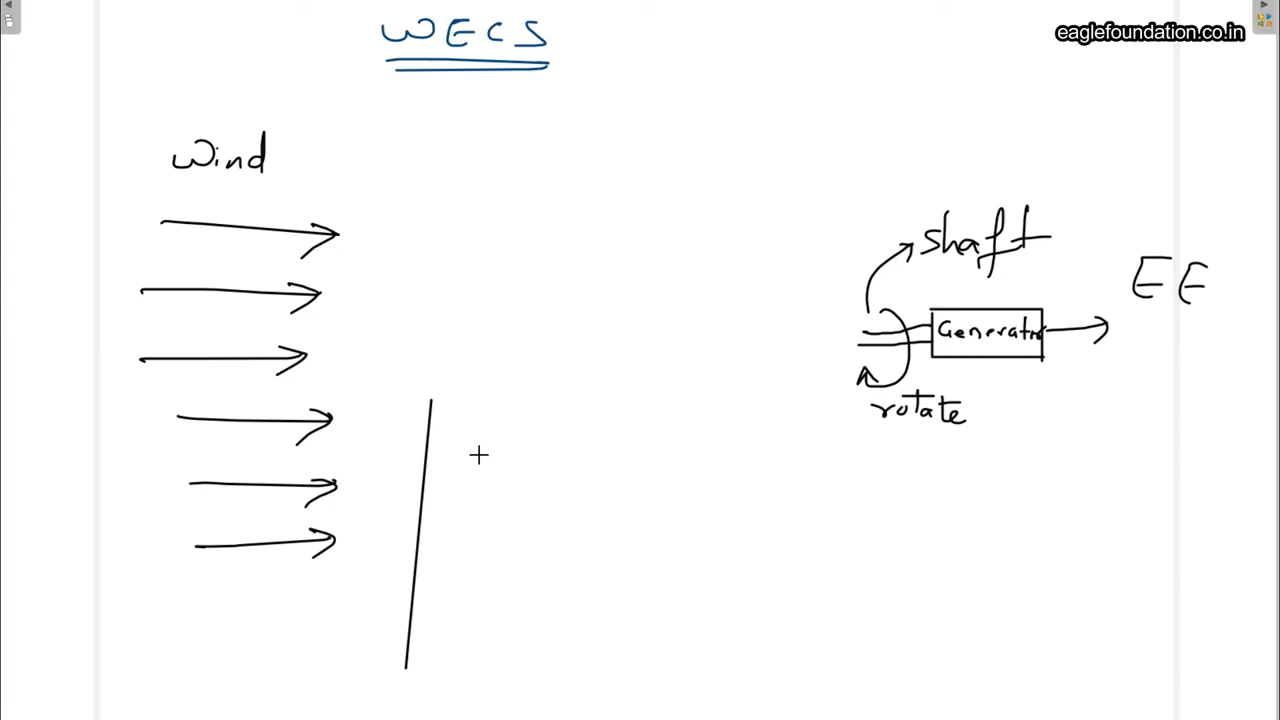 WECS
eaglefoundation.co.in
Wind
shaft
EE
Generator
rotate